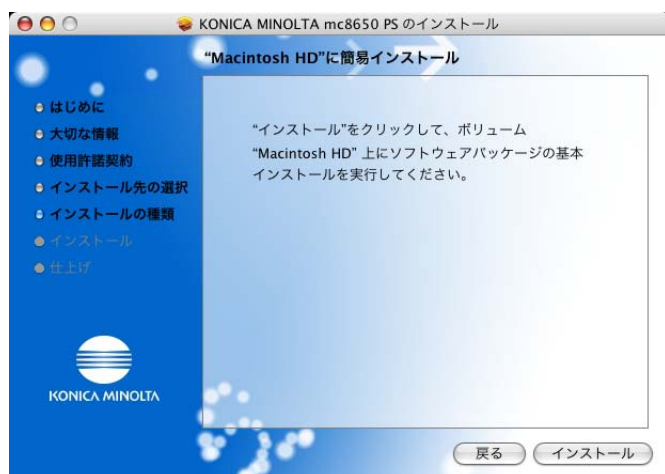 KONICA MINOLTA mc8650 PS のインストール
“Macintosh HD”に簡易インストール
はじめに
大切な情報
使用許諾契約
インストール先の選択
インストールの種類
インストール
仕上げ
“インストール”をクリックして、ボリューム
“Macintosh HD” 上にソフトウェアパッケージの基本
インストールを実行してください。
KONICA MINOLTA
戻る
インストール